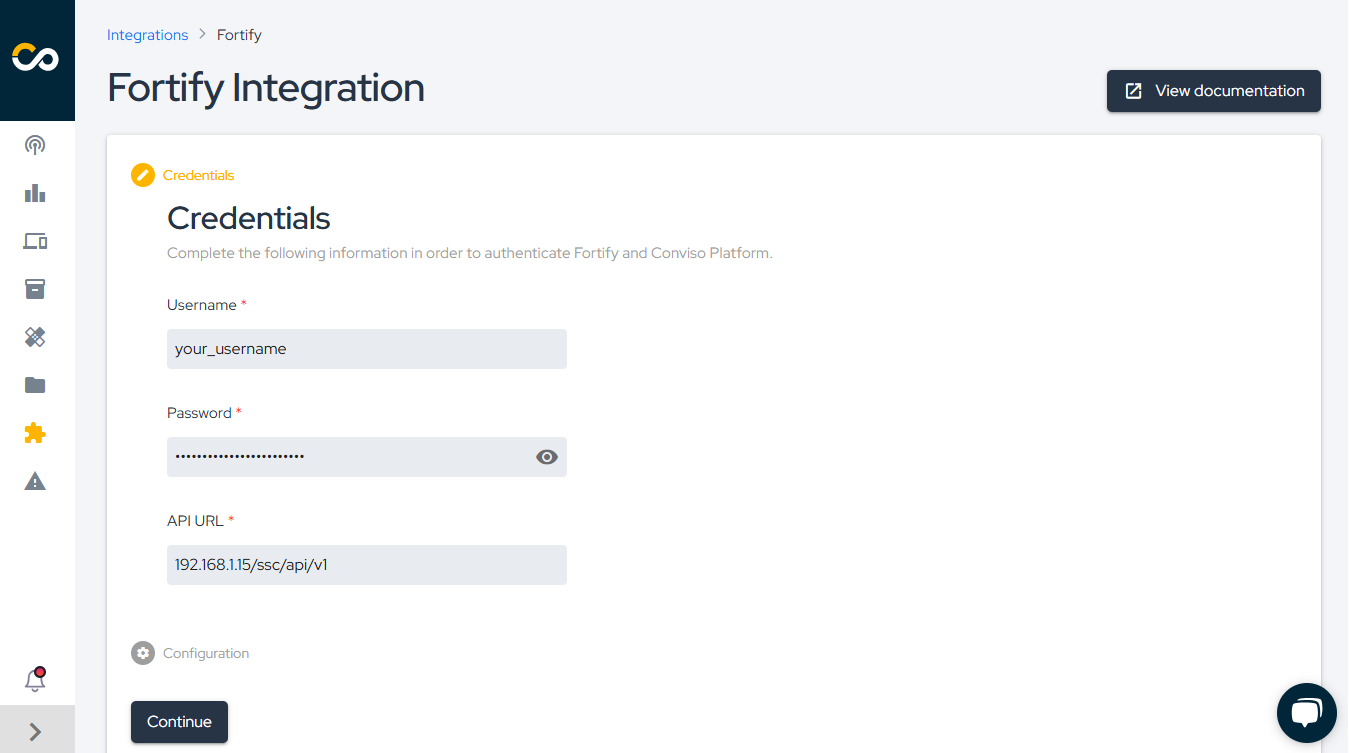 Integrations > Fortify
Fortify Integration
View documentation
Credentials
Credentials
Complete the following information in order to authenticate Fortify and Conviso Platform.
Username *
your_username
Password *
••••••••••••••••••••••••
API URL *
192.168.1.15/ssc/api/v1
Configuration
Continue